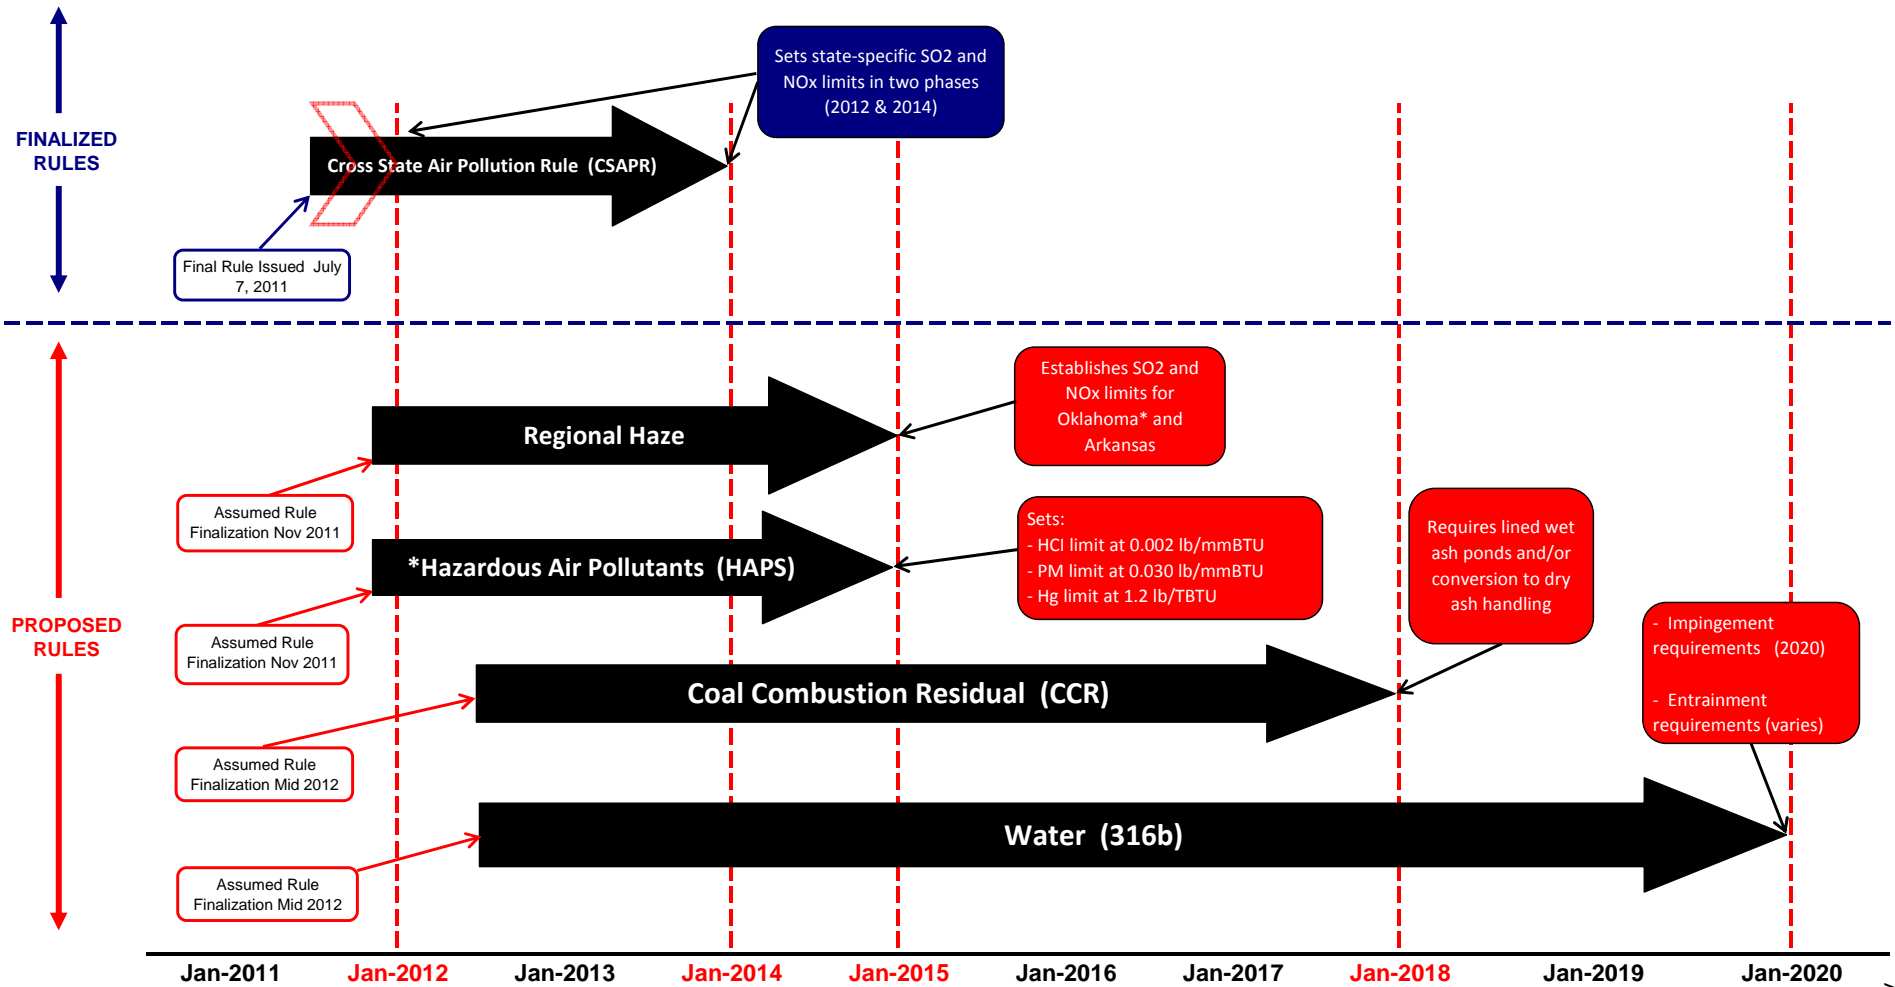 Sets state-specific SO2 and
NOx limits in two phases
(2012 & 2014)
FINALIZED
RULES
Cross State Air Pollution Rule (CSAPR)
Final Rule Issued July
7, 2011
Establishes SO2 and
NOx limits for
Oklahoma* and
Arkansas
Regional Haze
Assumed Rule
Finalization Nov 2011
Sets:
- HCl limit at 0.002 lb/mmBTU
- PM limit at 0.030 lb/mmBTU
- Hg limit at 1.2 lb/TBTU
Requires lined wet
ash ponds and/or
conversion to dry
ash handling
*Hazardous Air Pollutants (HAPS)
PROPOSED
RULES
Assumed Rule
Finalization Nov 2011
- Impingement
requirements (2020)
- Entrainment
requirements (varies)
Coal Combustion Residual (CCR)
Assumed Rule
Finalization Mid 2012
Water (316b)
Assumed Rule
Finalization Mid 2012
Jan-2011 Jan-2012 Jan-2013 Jan-2014 Jan-2015 Jan-2016 Jan-2017 Jan-2018 Jan-2019 Jan-2020